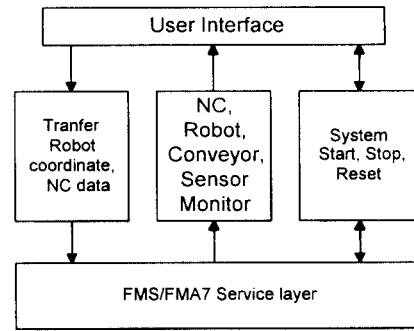 User Interface
Tranfer
Robot
coordinate,
NC data
NC,
Robot,
Conveyor,
Sensor
Monitor
System
Start, Stop,
Reset
FMS/FMA7 Service layer